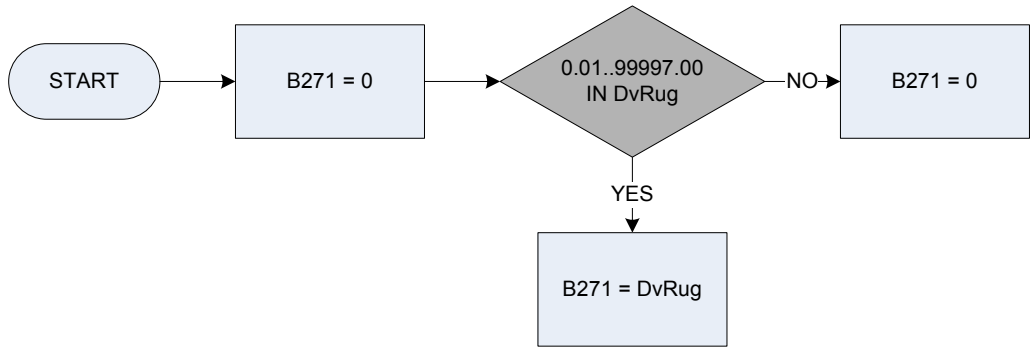 START
B271 = 0
0.01..99997.00
IN DvRug
NO
B271 = 0
YES
B271 = DvRug